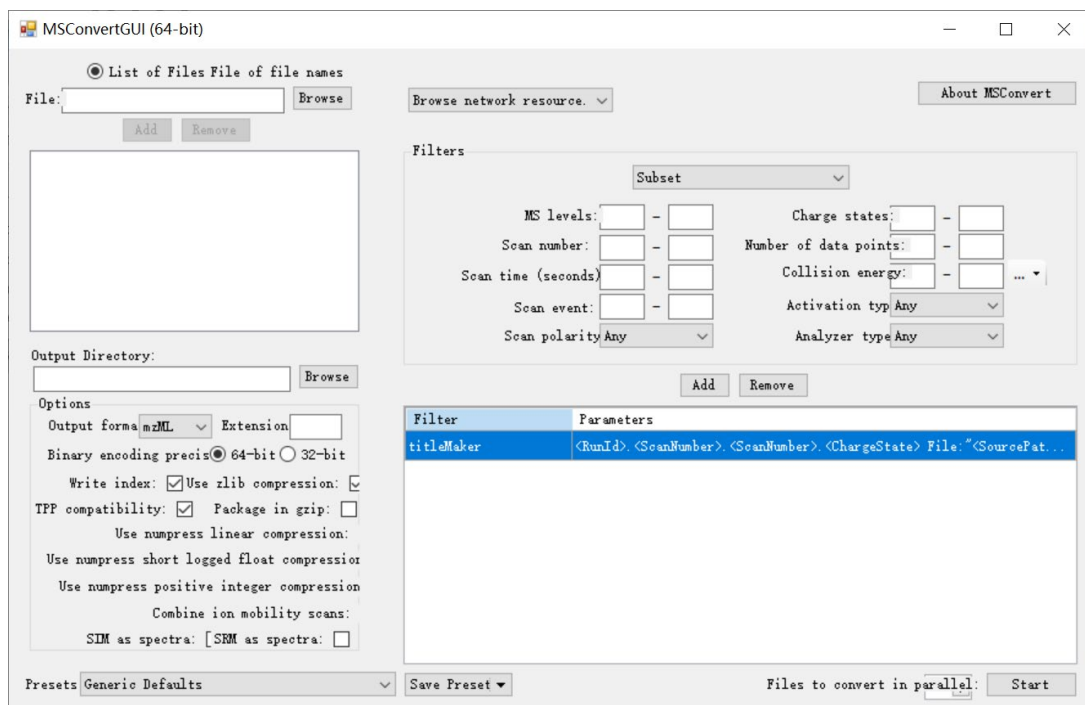 MSConvertGUI (64-bit)
List of Files File of file names
File:
Browse
Add Remove
Browse network resource.
About MSConvert
Filters
Subset
MS levels: -
Charge states: -
Scan number: -
Number of data points: -
Scan time (seconds) -
Collision energy: - ...
Scan event: -
Activation typ Any
Scan polarity Any
Analyzer type Any
Add Remove
Output Directory:
Browse
Options
Output forma mzML Extension
Binary encoding precis 64-bit 32-bit
Write index: Use zlib compression:
TPP compatibility: Package in gzip:
Use numpress linear compression:
Use numpress short logged float compression
Use numpress positive integer compression
Combine ion mobility scans:
SIM as spectra: [SRM as spectra:
Filter Parameters
titleMaker <RunId>.<ScanNumber>.<ScanNumber>.<ChargeState> File:"<SourcePat...
Presets Generic Defaults
Save Preset
Files to convert in parallel:
Start